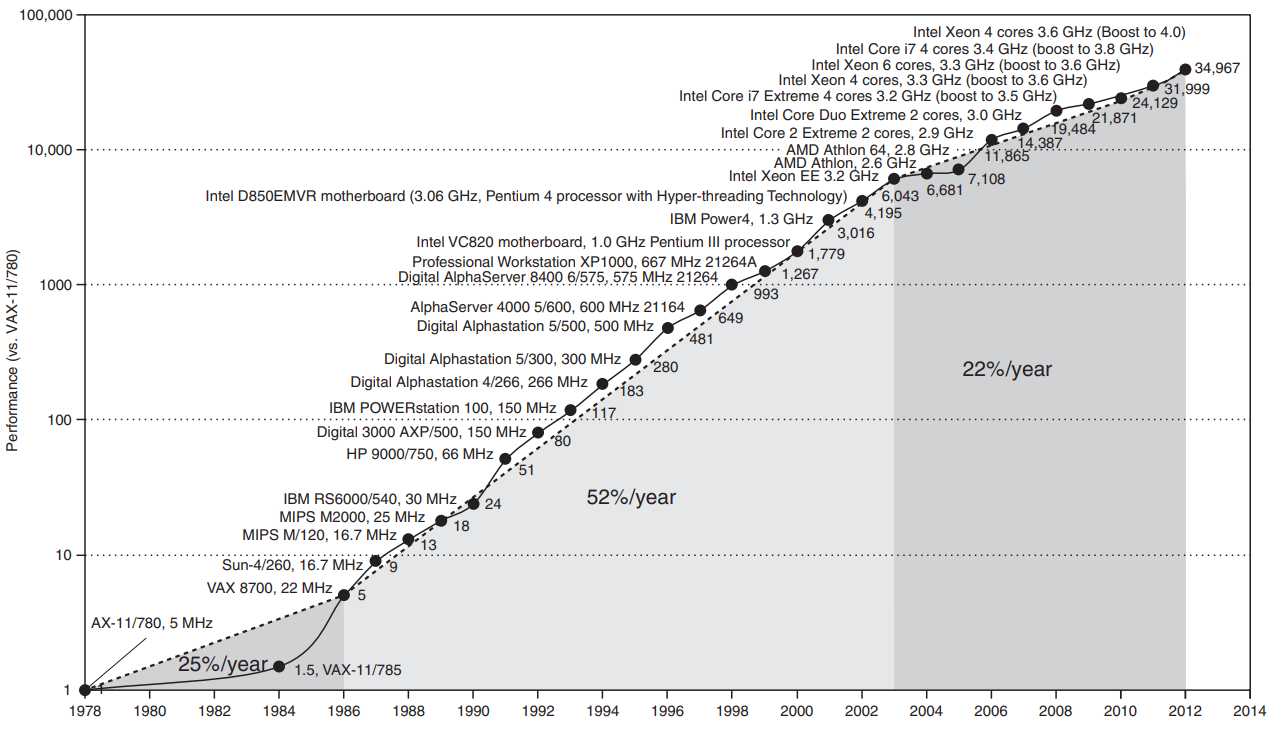 100,000
10,000
1000
100
10
1
Performance (vs. VAX-11/780)
Intel Xeon 4 cores 3.6 GHz (Boost to 4.0)
Intel Core i7 4 cores 3.4 GHz (boost to 3.8 GHz)
Intel Xeon 6 cores, 3.3 GHz (boost to 3.6 GHz)
Intel Xeon 4 cores, 3.3 GHz (boost to 3.6 GHz)
Intel Core i7 Extreme 4 cores 3.2 GHz (boost to 3.5 GHz)
Intel Core Duo Extreme 2 cores, 3.0 GHz
Intel Core 2 Extreme 2 cores, 2.9 GHz
AMD Athlon 64, 2.8 GHz
AMD Athlon, 2.6 GHz
Intel Xeon EE 3.2 GHz
Intel D850EMVR motherboard (3.06 GHz, Pentium 4 processor with Hyper-threading Technology)
IBM Power4, 1.3 GHz
Intel VC820 motherboard, 1.0 GHz Pentium III processor
Professional Workstation XP1000, 667 MHz 21264A
Digital AlphaServer 8400 6/575, 575 MHz 21264
AlphaServer 4000 5/600, 600 MHz 21164
Digital Alphastation 5/500, 500 MHz
Digital Alphastation 5/300, 300 MHz
Digital Alphastation 4/266, 266 MHz
IBM POWERstation 100, 150 MHz
Digital 3000 AXP/500, 150 MHz
HP 9000/750, 66 MHz
IBM RS6000/540, 30 MHz
MIPS M2000, 25 MHz
MIPS M/120, 16.7 MHz
Sun-4/260, 16.7 MHz
VAX 8700, 22 MHz
AX-11/780, 5 MHz
34,967
31,999
24,129
21,871
19,484
14,387
11,865
7,108
6,681
6,043
4,195
3,016
1,779
1,267
993
649
481
280
183
117
80
51
24
18
13
9
5
1.5, VAX-11/785
25%/year
52%/year
22%/year
1978 1980 1982 1984 1986 1988 1990 1992 1994 1996 1998 2000 2002 2004 2006 2008 2010 2012 2014